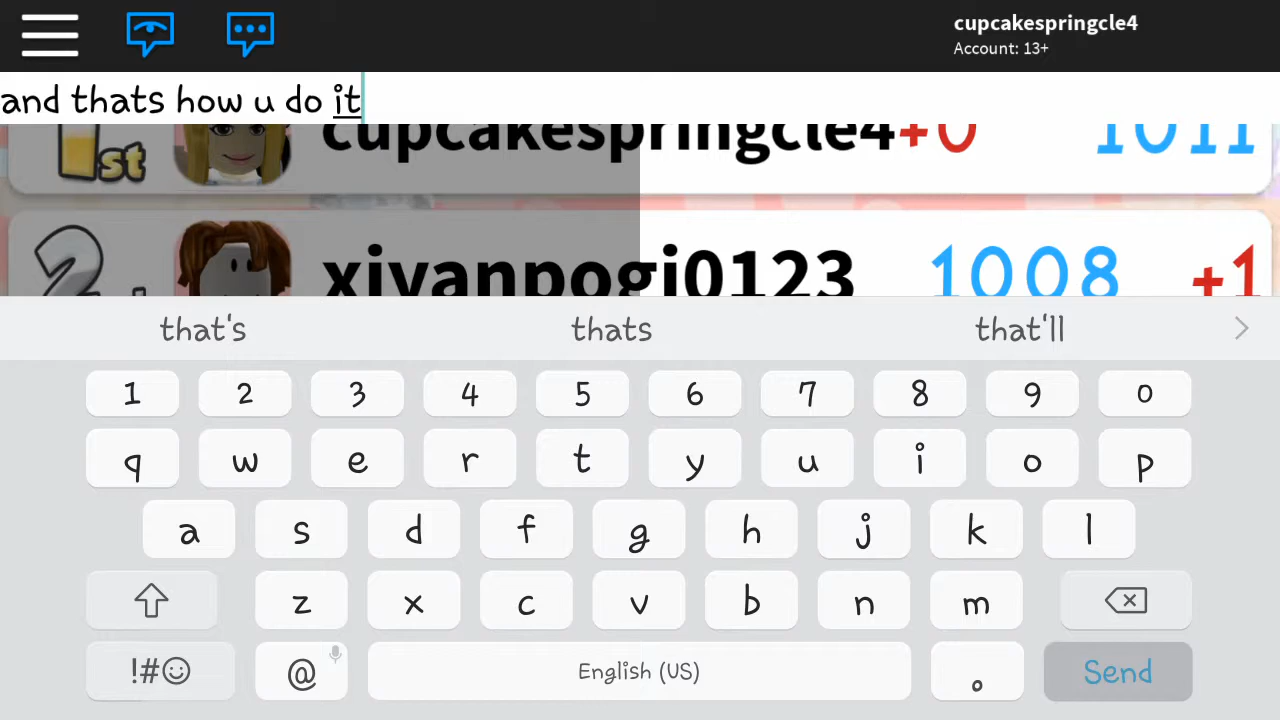 cupcakespringcle4
Account: 13+
and thats how u do it
1st cupcakespringcle4 +0 1011
2 xivanpogi0123 1008 +1
that's thats that'll
1 2 3 4 5 6 7 8 9 0
q w e r t y u i o p
a s d f g h j k l
z x c v b n m
!#☺ @ English (US) . Send